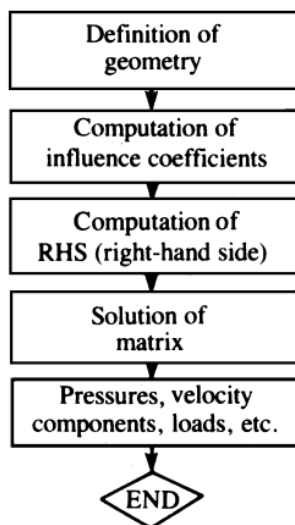 Definition of
geometry
Computation of
influence coefficients
Computation of
RHS (right-hand side)
Solution of
matrix
Pressures, velocity
components, loads, etc.
END